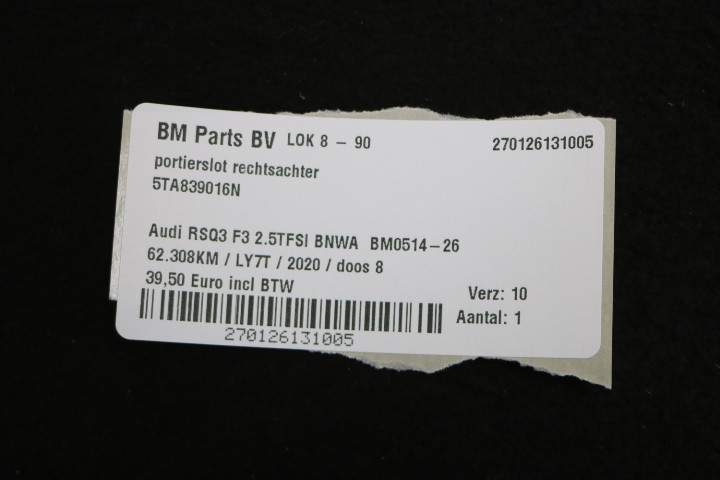 BM Parts BV LOK 8 – 90 270126131005
portierslot rechtsachter
5TA839016N
Audi RSQ3 F3 2.5TFSI BNWA BM0514–26
62.308KM / LY7T / 2020 / doos 8
39,50 Euro incl BTW
Verz: 10
Aantal: 1
270126131005